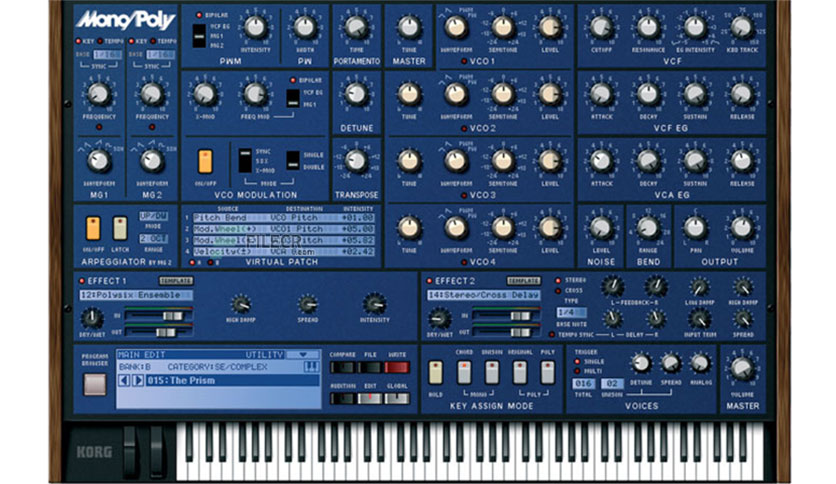 Mono/Poly
KEY TEMPO KEY TEMPO
BASE BASE
SYNC SYNC
FREQUENCY FREQUENCY
WAVEFORM WAVEFORM
MG1 MG2
BIPOLAR
VCF EG
MG1
MG2
INTENSITY
WIDTH
PWM PW
TIME
PORTAMENTO
TUNE
MASTER
WAVEFORM SEMITONE LEVEL
VCO1
CUTOFF RESONANCE EG INTENSITY KBD TRACK
VCF
X-MOD FREQ MOD
BIPOLAR
VCF EG
MG1
DETUNE
TUNE WAVEFORM SEMITONE LEVEL
VCO2
ATTACK DECAY SUSTAIN RELEASE
VCF EG
ON/OFF
SYNC
S&X
X-MOD
SINGLE
DOUBLE
MODE
VCO MODULATION
TRANSPOSE
TUNE WAVEFORM SEMITONE LEVEL
VCO3
ATTACK DECAY SUSTAIN RELEASE
VCA EG
ON/OFF LATCH
UP/DW
MODE
2 OCT
RANGE
ARPEGGIATOR BY MG2
SOURCE DESTINATION INTENSITY
1 Pitch Bend VCO Pitch +01.00
2 Mod.Wheel(+) VCO1 Pitch +05.00
3 Mod.Wheel Pitch
4 Velocity(±) VCA Gain +02.42
A B
VIRTUAL PATCH
TUNE WAVEFORM SEMITONE LEVEL
VCO4
LEVEL
NOISE
RANGE
BEND
PAN VOLUME
OUTPUT
EFFECT1 TEMPLATE
12:Polysix Ensemble
DRY/WET
IN
OUT
HIGH DAMP SPREAD INTENSITY
EFFECT2 TEMPLATE
14:Stereo/Cross Delay
DRY/WET
IN
OUT
STEREO
CROSS
TYPE
1/4
BASE NOTE
TEMPO SYNC
L-FEEDBACK-R
L DELAY R
LOW DAMP HIGH DAMP
INPUT TRIM SPREAD
PROGRAM
BROWSER
MAIN EDIT UTILITY
BANK:B CATEGORY:SE/COMPLEX
015:The Prism
COMPARE FILE WRITE
AUDITION EDIT GLOBAL
HOLD
CHORD UNISON ORIGINAL POLY
MONO POLY
KEY ASSIGN MODE
TRIGGER
SINGLE
MULTI
016 02
TOTAL UNISON
DETUNE SPREAD ANALOG
VOICES
VOLUME
MASTER
KORG